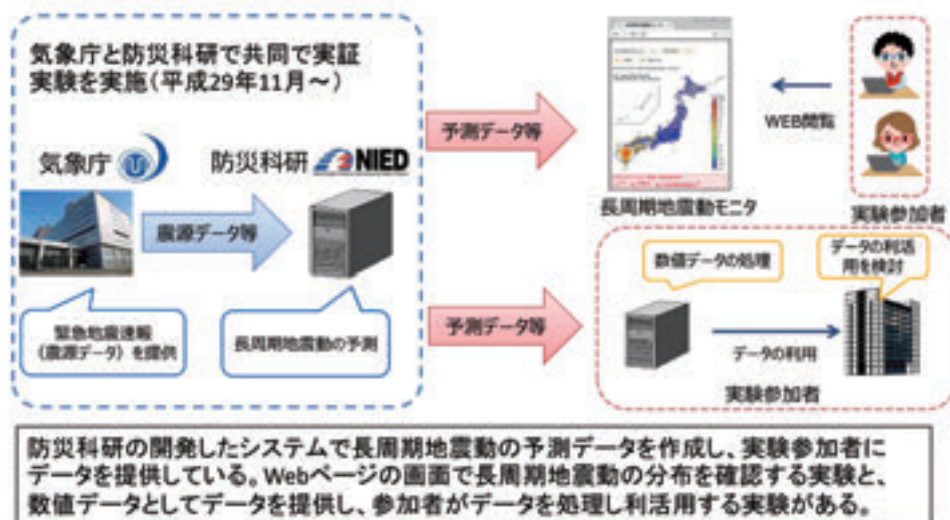 気象庁と防災科研で共同で実証
実験を実施(平成29年11月~)
気象庁
防災科研 NIED
震源データ等
緊急地震速報
(震源データ)を提供
長周期地震動の予測
予測データ等
長周期地震動モニタ
WEB閲覧
実験参加者
予測データ等
数値データの処理
データの利活
用を検討
データの利用
実験参加者
防災科研の開発したシステムで長周期地震動の予測データを作成し、実験参加者に
データを提供している。Webページの画面で長周期地震動の分布を確認する実験と、
数値データとしてデータを提供し、参加者がデータを処理し利活用する実験がある。